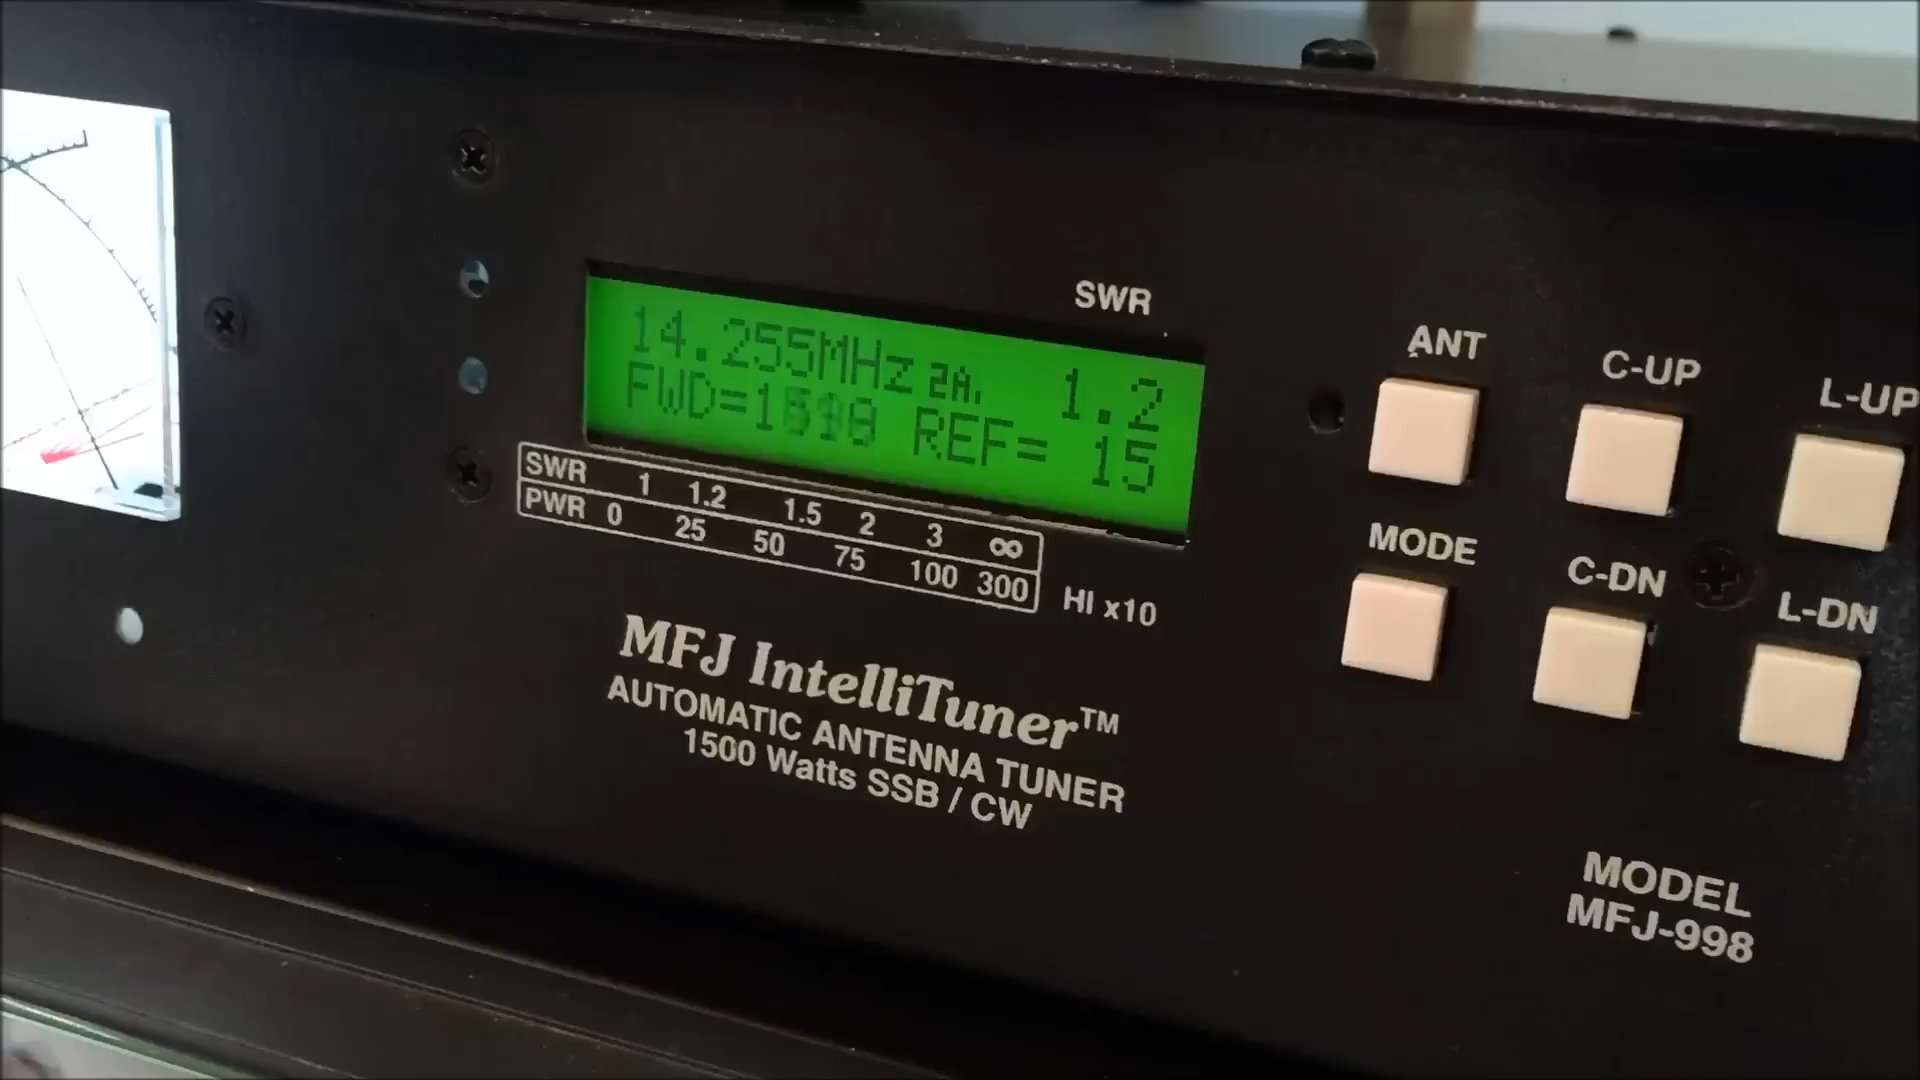 SWR
14.255MHz 2A. 1.2
REF= 15
FWD=
SWR 1 1.2 1.5 2 3 ∞
PWR 0 25 50 75 100 300
HI x10
MFJ IntelliTuner™
AUTOMATIC ANTENNA TUNER
1500 Watts SSB / CW
ANT
C-UP
L-UP
MODE
C-DN
L-DN
MODEL
MFJ-998